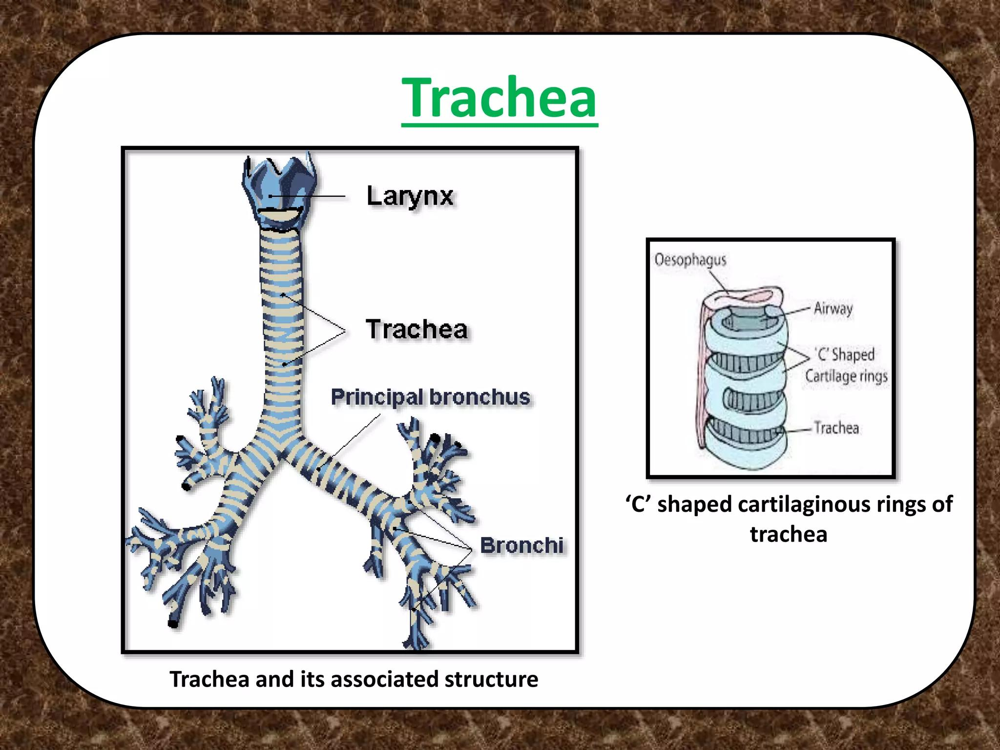 Trachea
Larynx
Trachea
Principal bronchus
Bronchi
Trachea and its associated structure
Oesophagus
Airway
'C' Shaped
Cartilage rings
Trachea
‘C’ shaped cartilaginous rings of
trachea